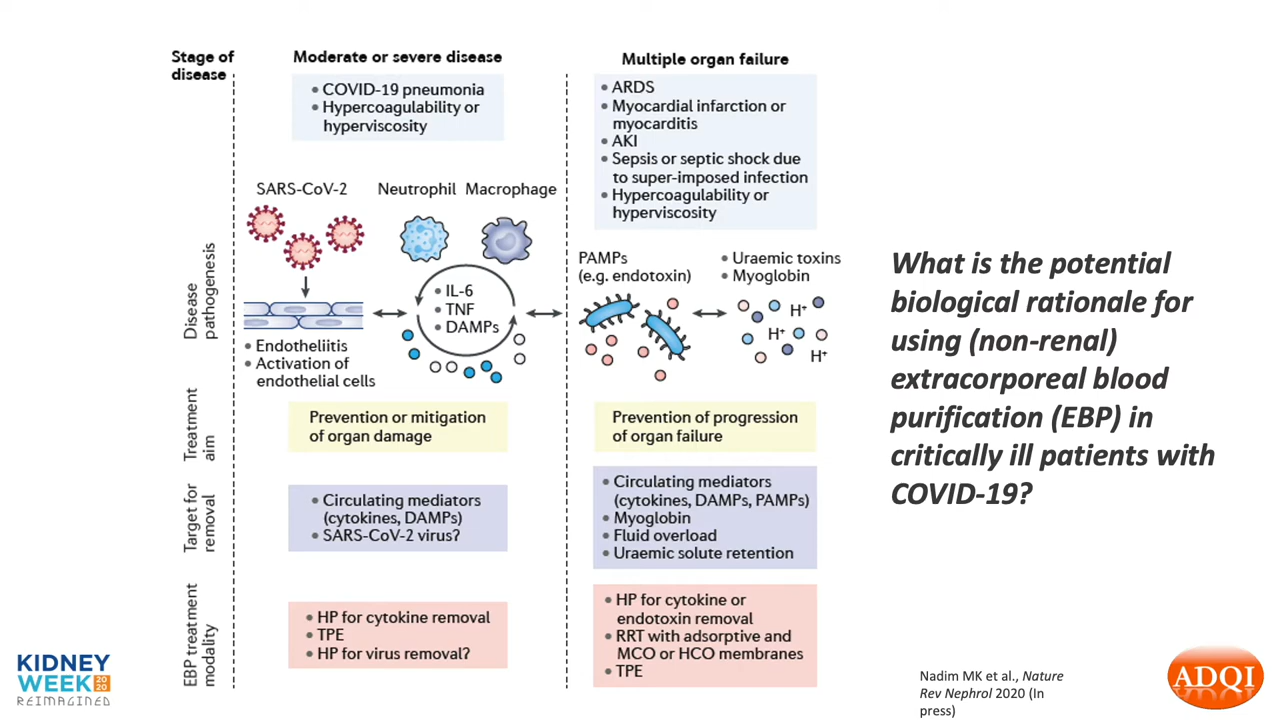 Stage of
disease
Moderate or severe disease
Multiple organ failure
• COVID-19 pneumonia
• Hypercoagulability or
hyperviscosity
• ARDS
• Myocardial infarction or
myocarditis
• AKI
• Sepsis or septic shock due
to super-imposed infection
• Hypercoagulability or
hyperviscosity
Disease
pathogenesis
SARS-CoV-2
Neutrophil
Macrophage
• IL-6
• TNF
• DAMPs
• Endotheliitis
• Activation of
endothelial cells
PAMPs
(e.g. endotoxin)
• Uraemic toxins
• Myoglobin
H+
H+
H+
Treatment
aim
Prevention or mitigation
of organ damage
Prevention of progression
of organ failure
Target for
removal
• Circulating mediators
(cytokines, DAMPs)
• SARS-CoV-2 virus?
• Circulating mediators
(cytokines, DAMPs, PAMPs)
• Myoglobin
• Fluid overload
• Uraemic solute retention
EBP treatment
modality
• HP for cytokine removal
• TPE
• HP for virus removal?
• HP for cytokine or
endotoxin removal
• RRT with adsorptive and
MCO or HCO membranes
• TPE
What is the potential
biological rationale for
using (non-renal)
extracorporeal blood
purification (EBP) in
critically ill patients with
COVID-19?
KIDNEY
WEEK 2020
REIMAGINED
Nadim MK et al., Nature
Rev Nephrol 2020 (In
press)
ADQI